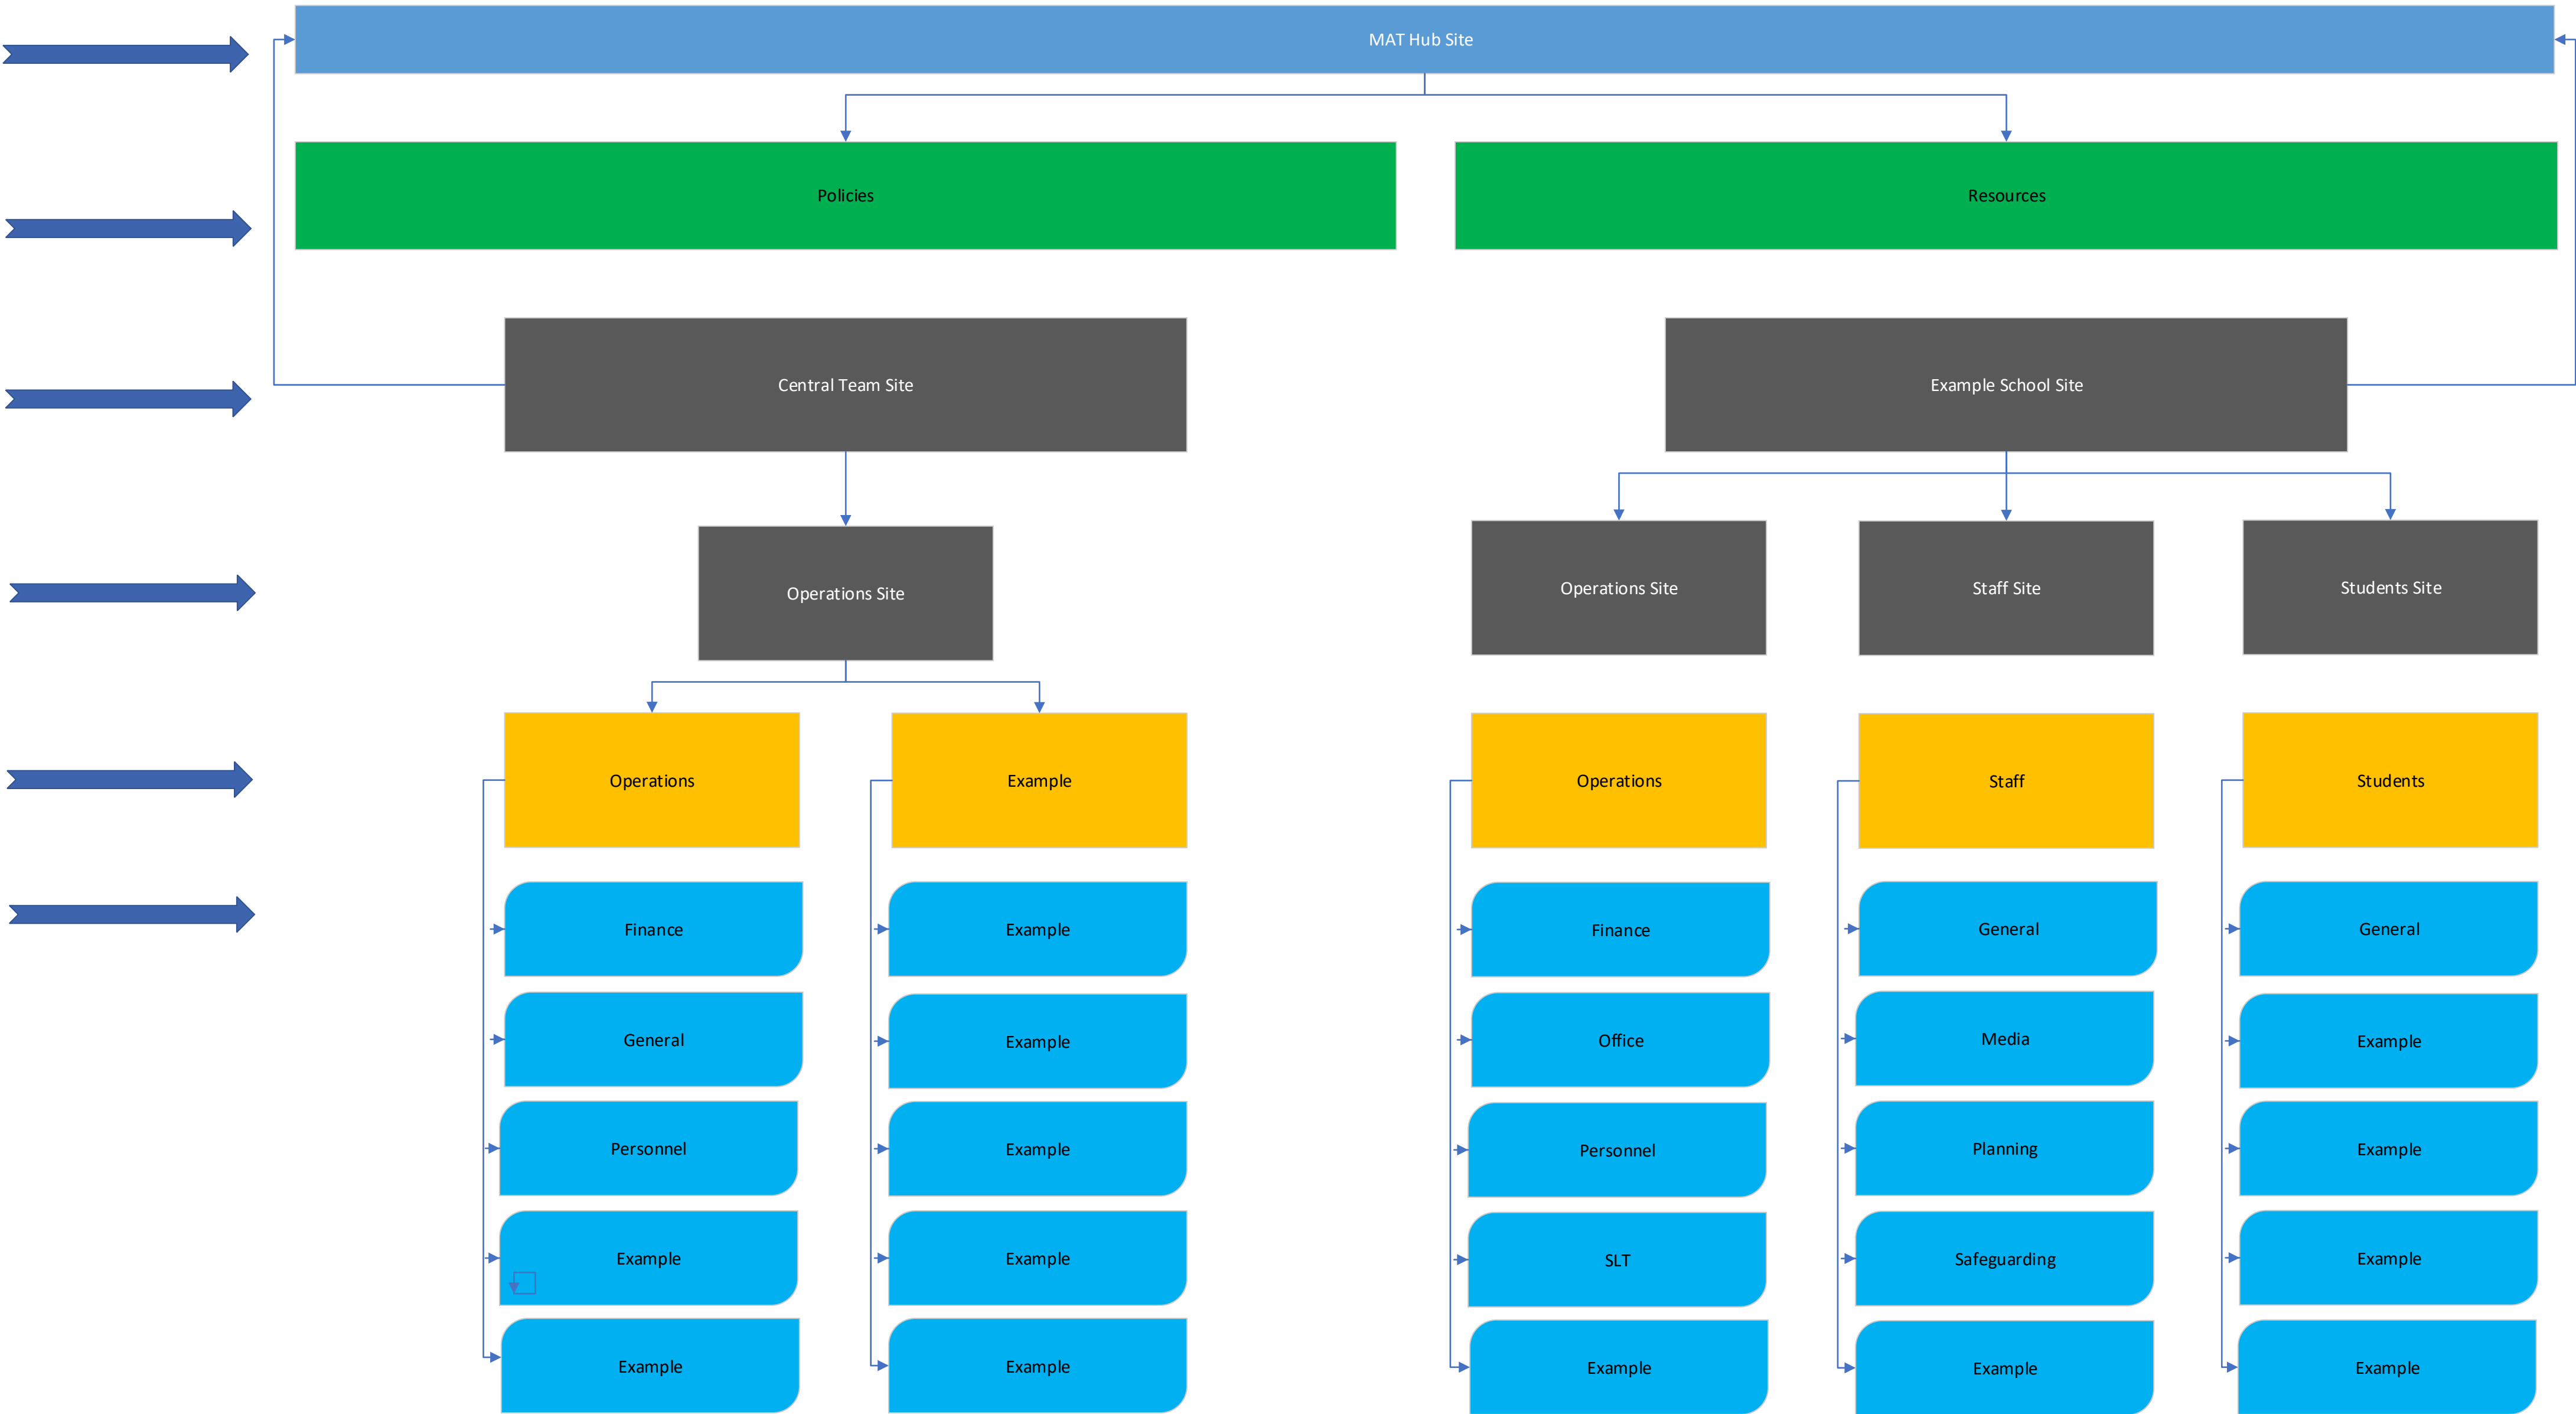 MAT Hub Site
Policies
Resources
Central Team Site
Example School Site
Operations Site
Operations Site
Staff Site
Students Site
Operations
Example
Operations
Staff
Students
Finance
Example
Finance
General
General
General
Example
Office
Media
Example
Personnel
Example
Personnel
Planning
Example
Example
Example
SLT
Safeguarding
Example
Example
Example
Example
Example
Example